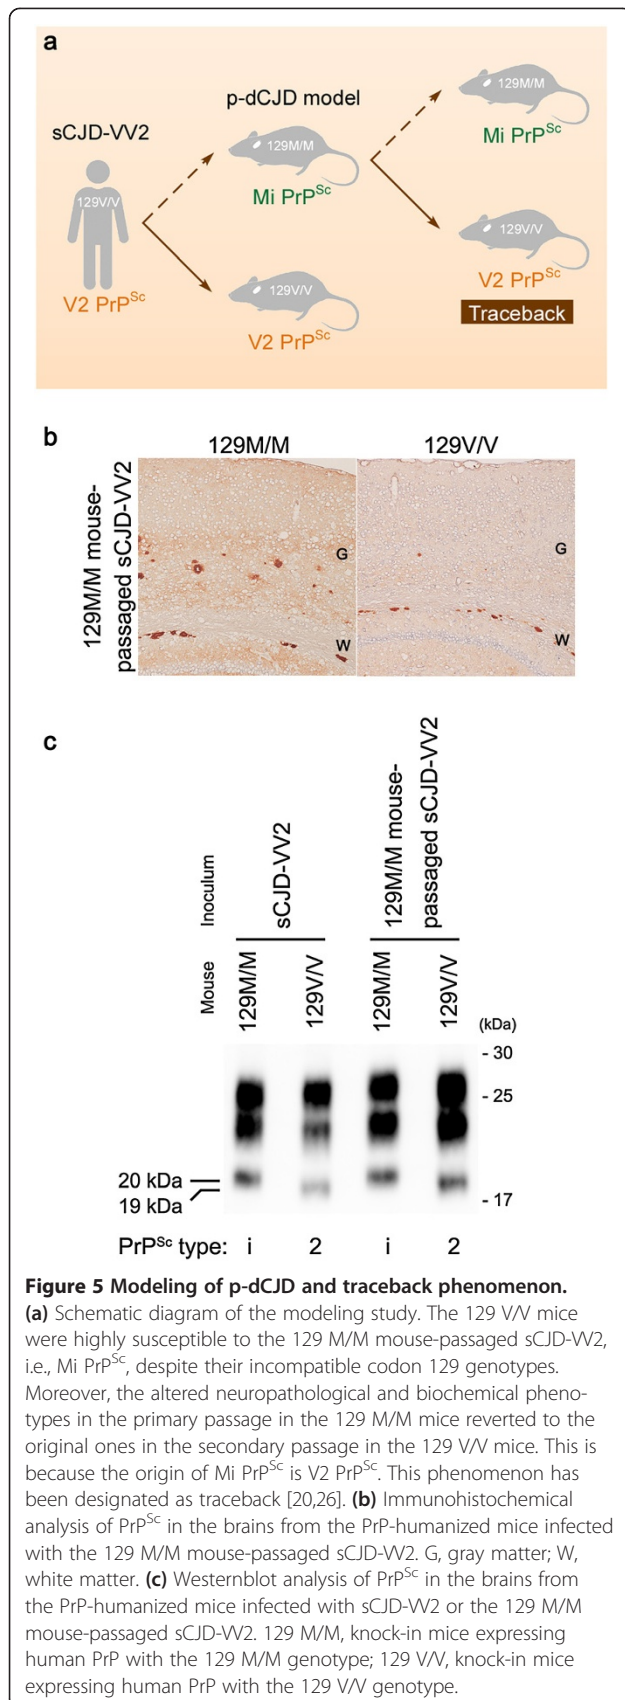 a
p-dCJD model
sCJD-VV2
129M/M
129M/M
Mi PrPSc
129V/V
Mi PrPSc
129V/V
V2 PrPSc
129V/V
V2 PrPSc
V2 PrPSc
Traceback
b
129M/M 129V/V
129M/M mouse-
passaged sCJD-VV2
G G
W W
c
Inoculum
sCJD-VV2
129M/M mouse-
passaged sCJD-VV2
Mouse
129M/M
129V/V
129M/M
129V/V
(kDa)
- 30
- 25
20 kDa
19 kDa
- 17
PrPSc type: i 2 i 2
Figure 5 Modeling of p-dCJD and traceback phenomenon.
(a) Schematic diagram of the modeling study. The 129 V/V mice
were highly susceptible to the 129 M/M mouse-passaged sCJD-VV2,
i.e., Mi PrPSc, despite their incompatible codon 129 genotypes.
Moreover, the altered neuropathological and biochemical pheno-
types in the primary passage in the 129 M/M mice reverted to the
original ones in the secondary passage in the 129 V/V mice. This is
because the origin of Mi PrPSc is V2 PrPSc. This phenomenon has
been designated as traceback [20,26]. (b) Immunohistochemical
analysis of PrPSc in the brains from the PrP-humanized mice infected
with the 129 M/M mouse-passaged sCJD-VV2. G, gray matter; W,
white matter. (c) Westernblot analysis of PrPSc in the brains from
the PrP-humanized mice infected with sCJD-VV2 or the 129 M/M
mouse-passaged sCJD-VV2. 129 M/M, knock-in mice expressing
human PrP with the 129 M/M genotype; 129 V/V, knock-in mice
expressing human PrP with the 129 V/V genotype.